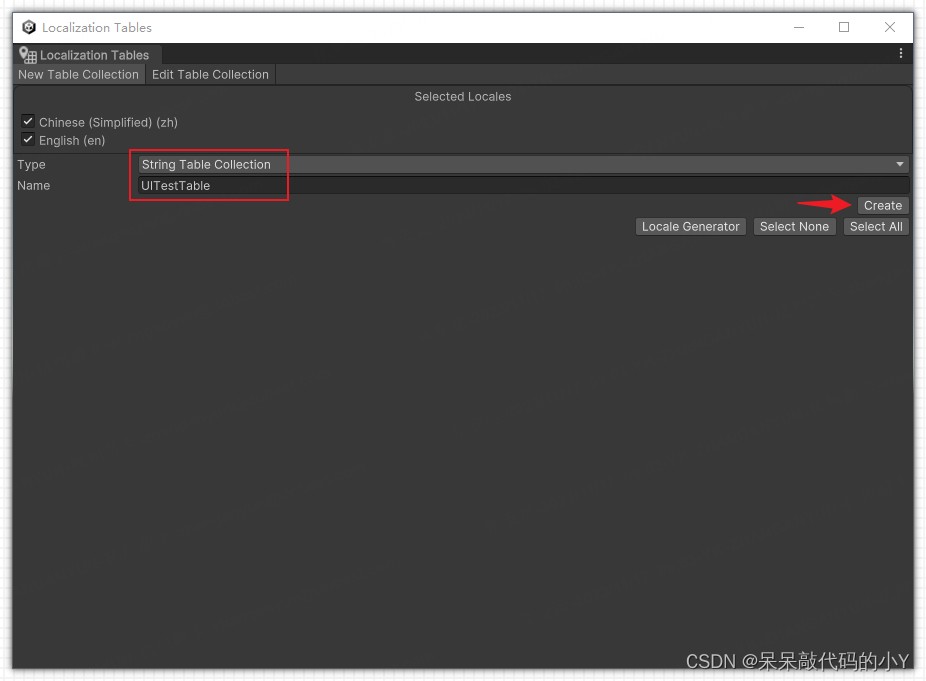 Localization Tables
Localization Tables
New Table Collection Edit Table Collection
Selected Locales
Chinese (Simplified) (zh)
English (en)
Type String Table Collection
Name UITestTable
Create
Locale Generator Select None Select All
CSDN @呆呆敲代码的小Y